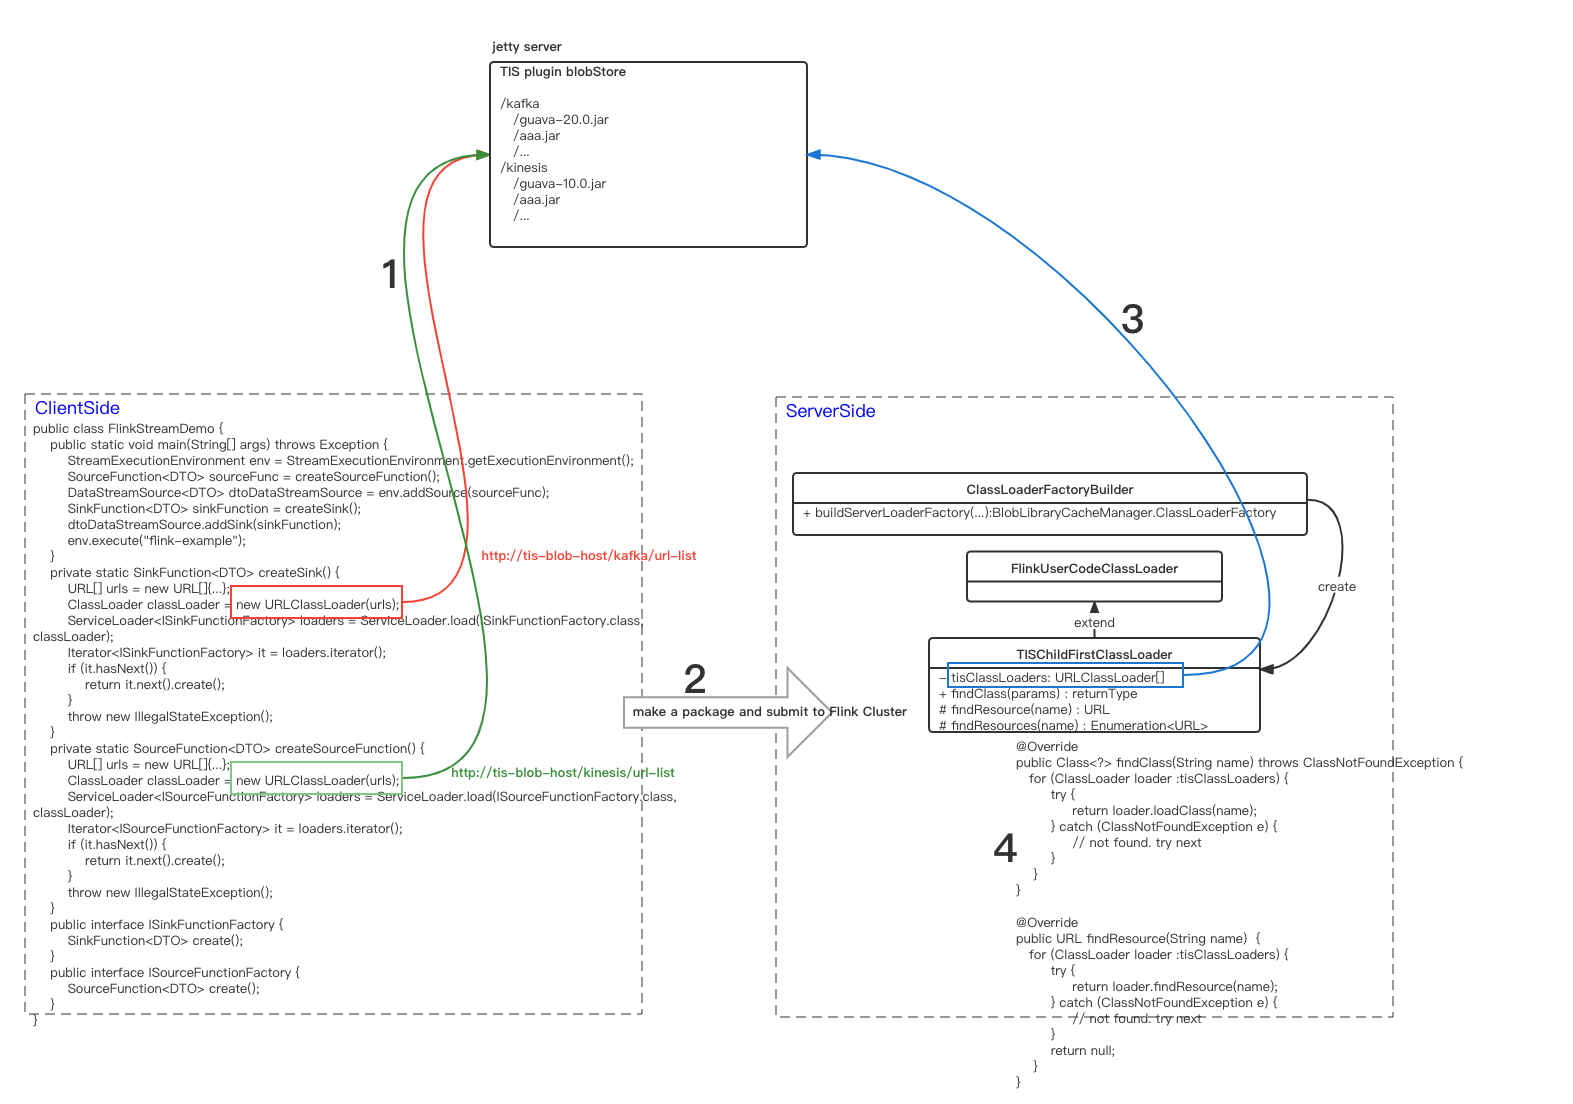 jetty server
TIS plugin blobStore
/kafka
/guava-20.0.jar
/aaa.jar
/...
/kinesis
/guava-10.0.jar
/aaa.jar
/...
1
3
ClientSide
public class FlinkStreamDemo {
public static void main(String[] args) throws Exception {
StreamExecutionEnvironment env = StreamExecutionEnvironment.getExecutionEnvironment();
SourceFunction<DTO> sourceFunc = createSourceFunction();
DataStreamSource<DTO> dtoDataStreamSource = env.addSource(sourceFunc);
SinkFunction<DTO> sinkFunction = createSink();
dtoDataStreamSource.addSink(sinkFunction);
env.execute("flink-example");
}
private static SinkFunction<DTO> createSink() {
URL[] urls = new URL[]{...};
ClassLoader classLoader = new URLClassLoader(urls);
ServiceLoader<ISinkFunctionFactory> loaders = ServiceLoader.load(ISinkFunctionFactory.class,
classLoader);
Iterator<ISinkFunctionFactory> it = loaders.iterator();
if (it.hasNext()) {
return it.next().create();
}
throw new IllegalStateException();
}
private static SourceFunction<DTO> createSourceFunction() {
URL[] urls = new URL[]{...};
ClassLoader classLoader = new URLClassLoader(urls);
ServiceLoader<ISourceFunctionFactory> loaders = ServiceLoader.load(ISourceFunctionFactory.class,
classLoader);
Iterator<ISourceFunctionFactory> it = loaders.iterator();
if (it.hasNext()) {
return it.next().create();
}
throw new IllegalStateException();
}
public interface ISinkFunctionFactory {
SinkFunction<DTO> create();
}
public interface ISourceFunctionFactory {
SourceFunction<DTO> create();
}
}
http://tis-blob-host/kafka/url-list
http://tis-blob-host/kinesis/url-list
2
make a package and submit to Flink Cluster
ServerSide
ClassLoaderFactoryBuilder
+ buildServerLoaderFactory(...):BlobLibraryCacheManager.ClassLoaderFactory
FlinkUserCodeClassLoader
create
extend
TISChildFirstClassLoader
- tisClassLoaders: URLClassLoader[]
+ findClass(params) : returnType
# findResource(name) : URL
# findResources(name) : Enumeration<URL>
4
@Override
public Class<?> findClass(String name) throws ClassNotFoundException {
for (ClassLoader loader :tisClassLoaders) {
try {
return loader.loadClass(name);
} catch (ClassNotFoundException e) {
// not found. try next
}
}
}
@Override
public URL findResource(String name) {
for (ClassLoader loader :tisClassLoaders) {
try {
return loader.findResource(name);
} catch (ClassNotFoundException e) {
// not found. try next
}
return null;
}
}